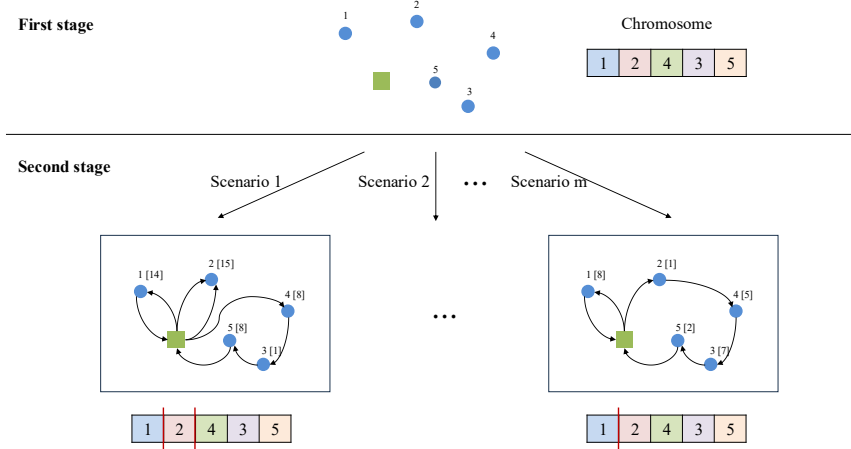 First stage
Chromosome
1
2
4
5
3
1 2 4 3 5
Second stage
Scenario 1
Scenario 2
...
Scenario m
1 [14]
2 [15]
4 [8]
5 [8]
3 [1]
1 2 4 3 5
...
1 [8]
2 [1]
4 [5]
5 [2]
3 [7]
1 2 4 3 5